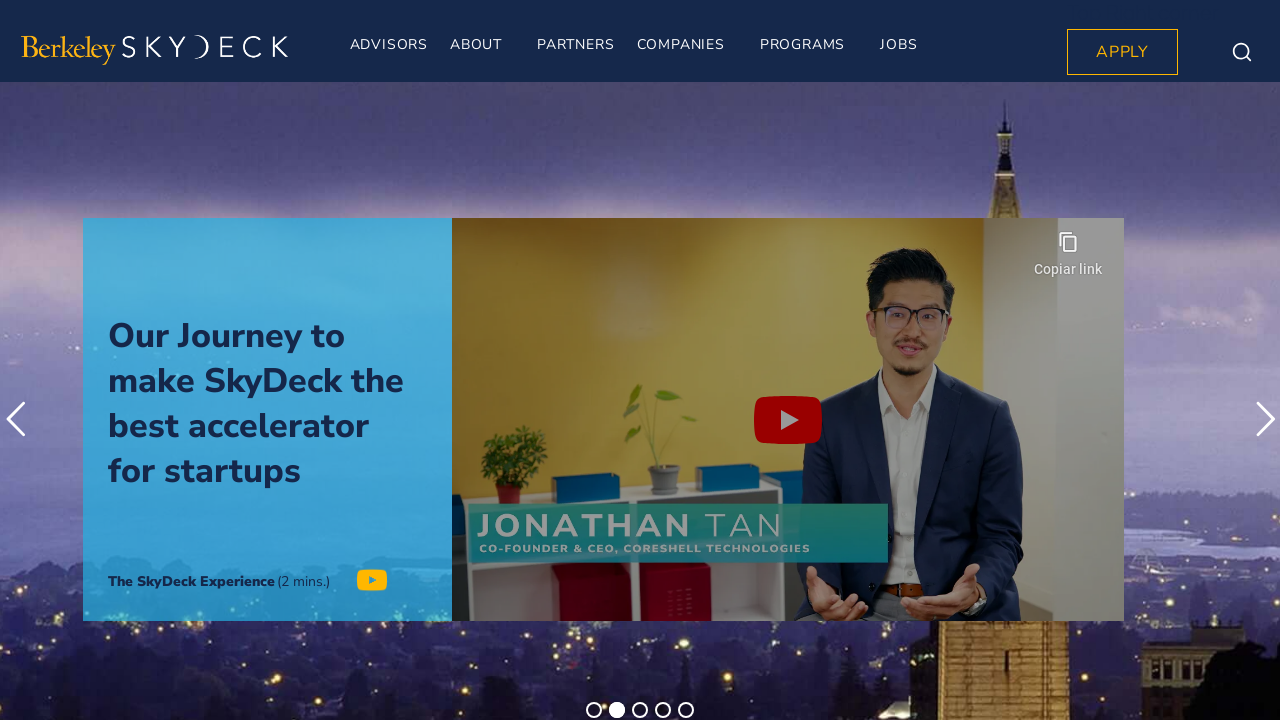 Berkeley SKYDECK
ADVISORS
ABOUT
PARTNERS
COMPANIES
PROGRAMS
JOBS
APPLY
Copiar link
Our Journey to
make SkyDeck the
best accelerator
for startups
The SkyDeck Experience (2 mins.)
JONATHAN TAN
CO-FOUNDER & CEO, CORESHELL TECHNOLOGIES